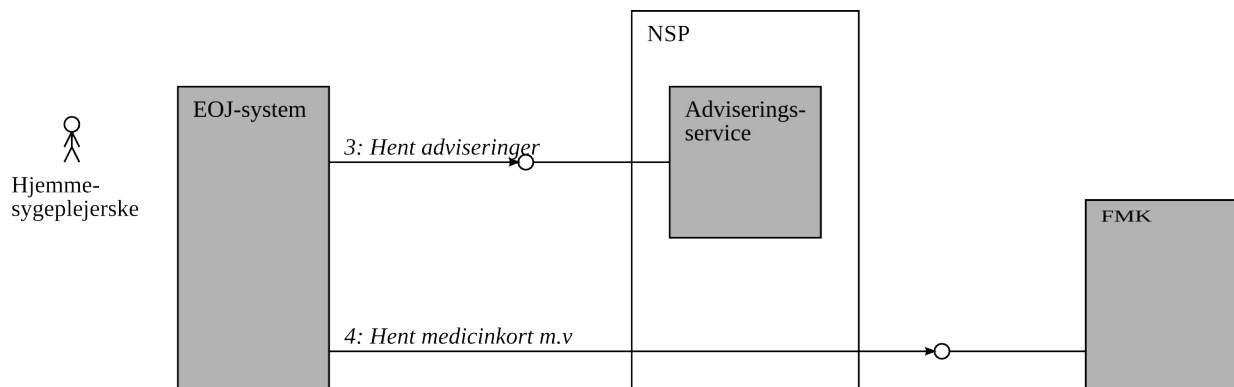 NSP
EOJ-system
Adviserings-
service
3: Hent adviseringer
Hjemme-
sygeplejerske
FMK
4: Hent medicinkort m.v